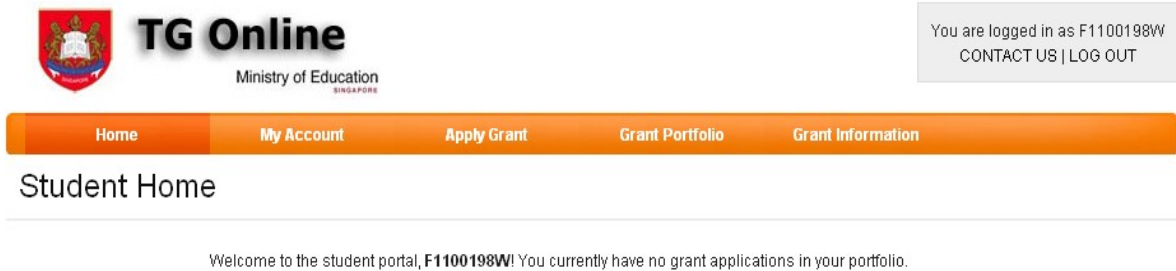 TG Online
Ministry of Education
SINGAPORE
You are logged in as F1100198W
CONTACT US | LOG OUT
Home My Account Apply Grant Grant Portfolio Grant Information
Student Home
Welcome to the student portal, F1100198W! You currently have no grant applications in your portfolio.